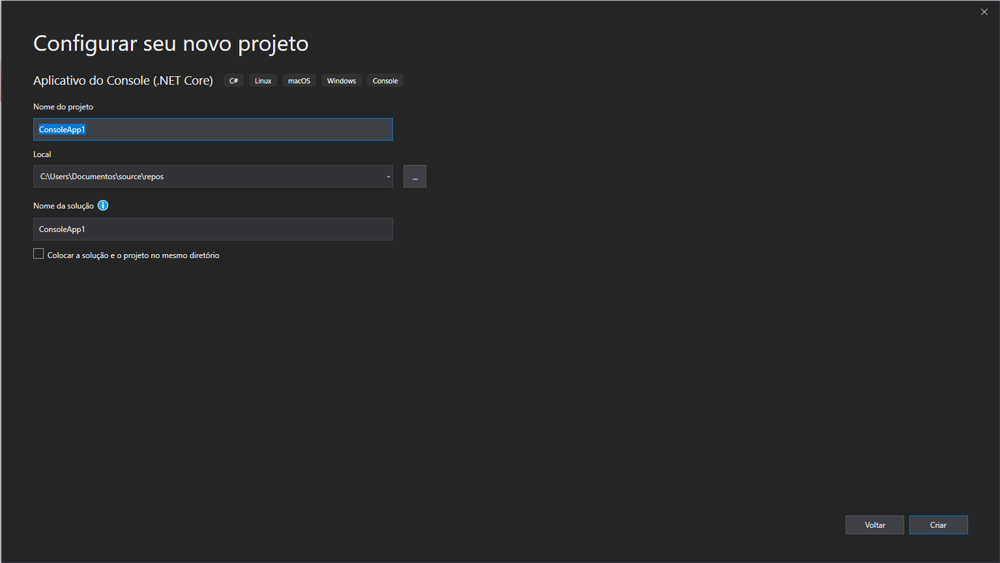 Configurar seu novo projeto
Aplicativo do Console (.NET Core) C# Linux macOS Windows Console
Nome do projeto
ConsoleApp1
Local
C:\Users\Documentos\source\repos
...
Nome da solução
ConsoleApp1
Colocar a solução e o projeto no mesmo diretório
Voltar Criar